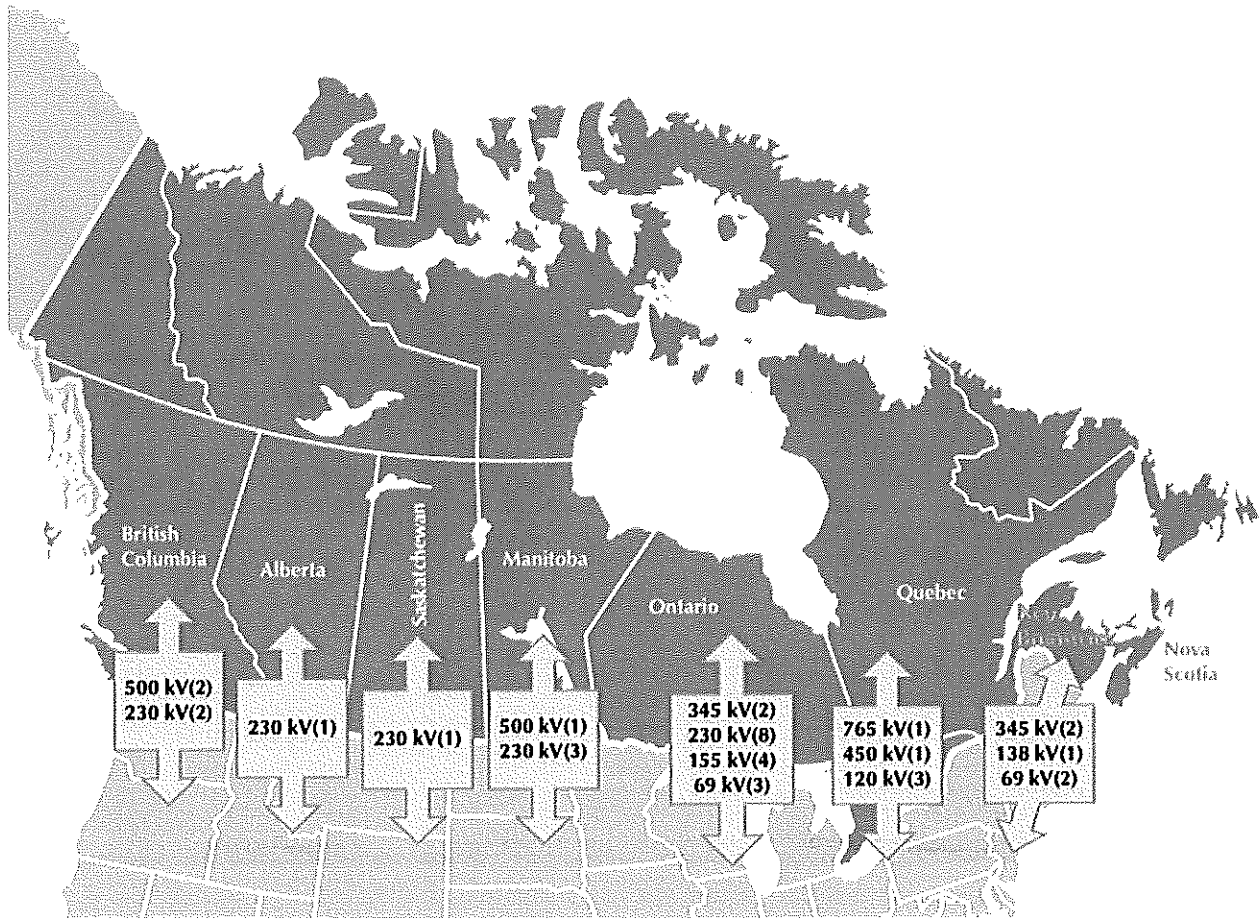 British
Columbia
Alberta
Saskatchewan
Manitoba
Ontario
Quebec
New
Brunswick
Nova
Scotia
500 kV(2)
230 kV(2)
230 kV(1)
230 kV(1)
500 kV(1)
230 kV(3)
345 kV(2)
230 kV(8)
155 kV(4)
69 kV(3)
765 kV(1)
450 kV(1)
120 kV(3)
345 kV(2)
138 kV(1)
69 kV(2)